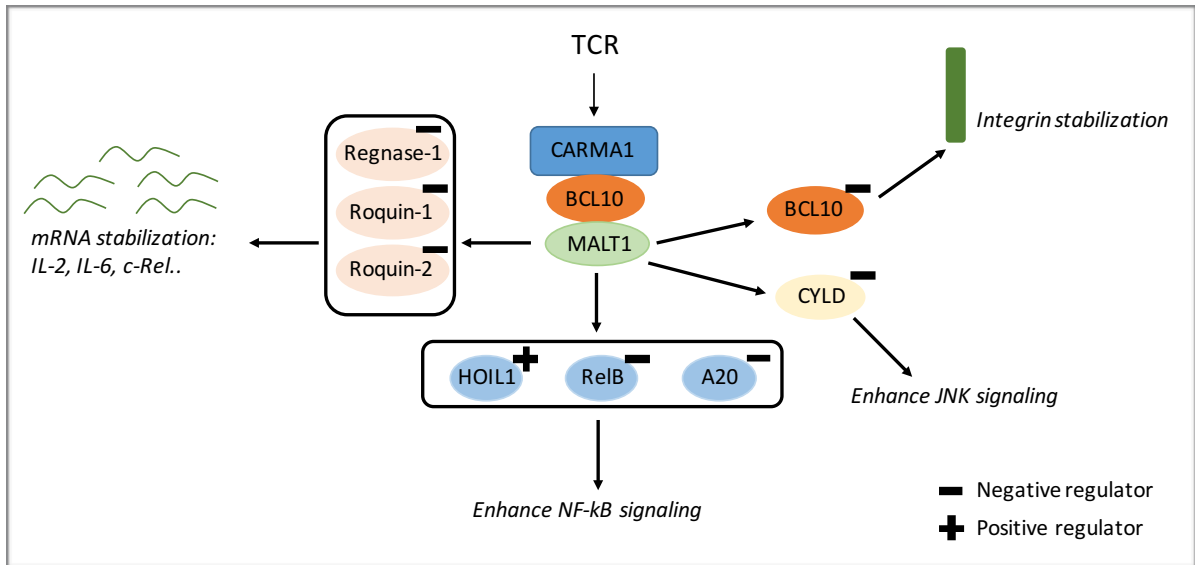 TCR
CARMA1
BCL10
MALT1
Regnase-1
Roquin-1
Roquin-2
mRNA stabilization:
IL-2, IL-6, c-Rel..
BCL10
Integrin stabilization
CYLD
Enhance JNK signaling
HOIL1
RelB
A20
Enhance NF-kB signaling
Negative regulator
Positive regulator